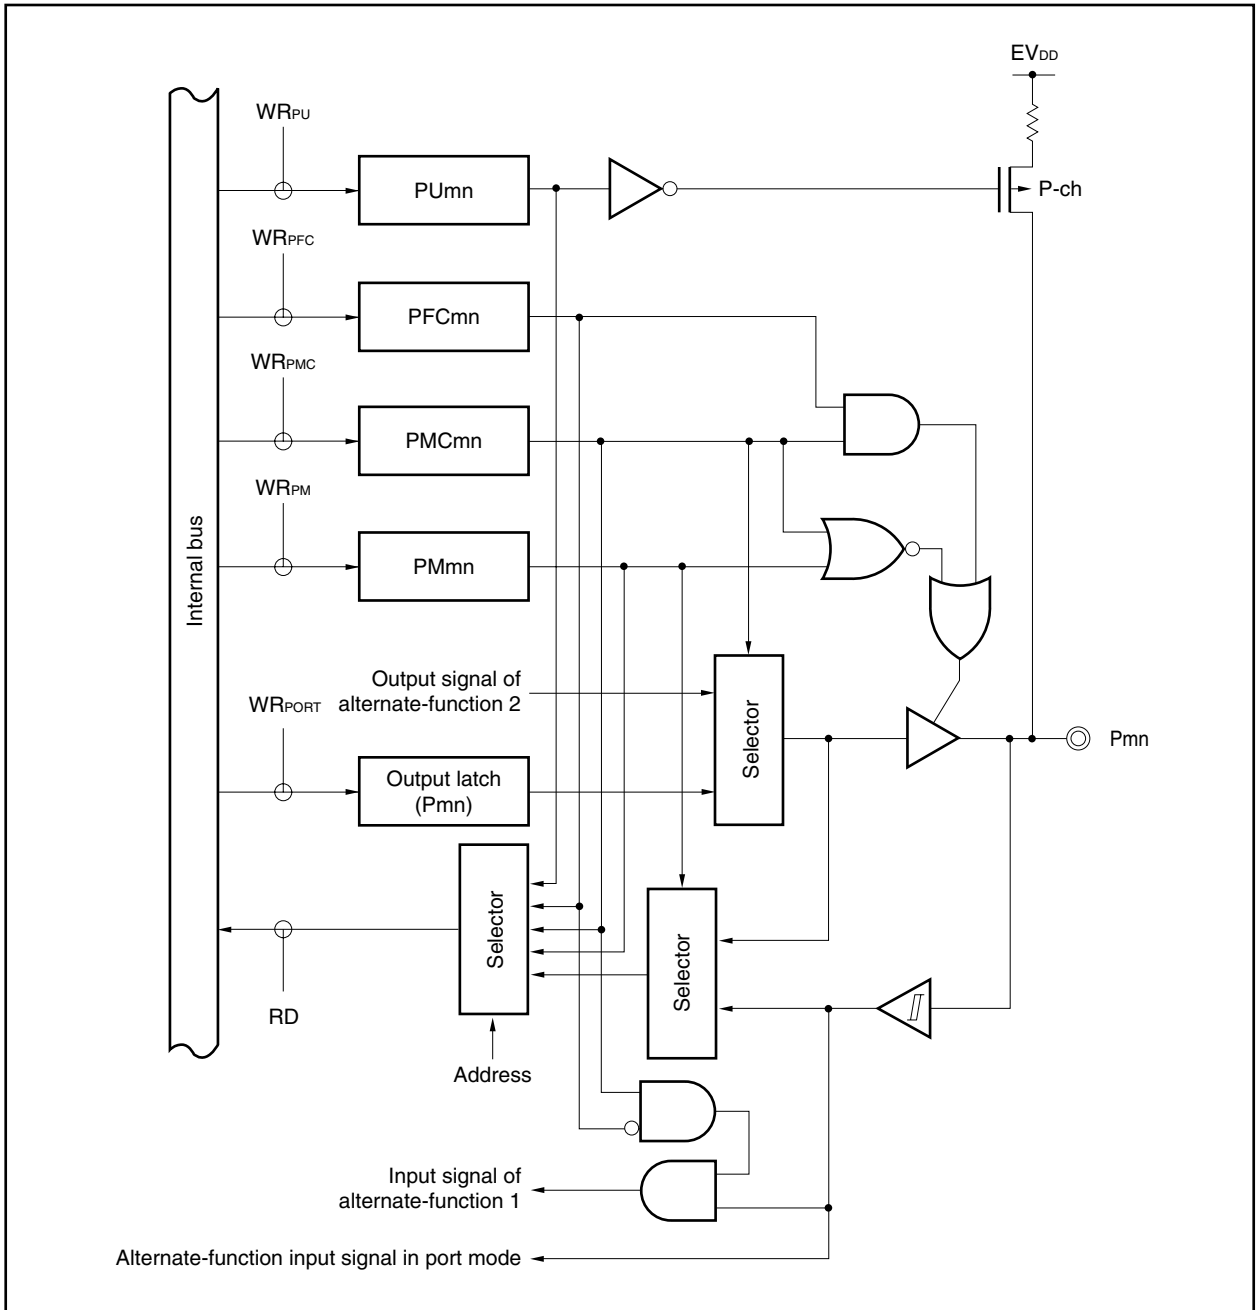 EVDD
WRPU
PUmn
P-ch
WRPFC
PFCmn
WRPMC
PMCmn
WRPM
PMmn
Internal bus
Output signal of
alternate-function 2
WRPORT
Selector
Pmn
Output latch
(Pmn)
Selector
Selector
RD
Address
Input signal of
alternate-function 1
Alternate-function input signal in port mode